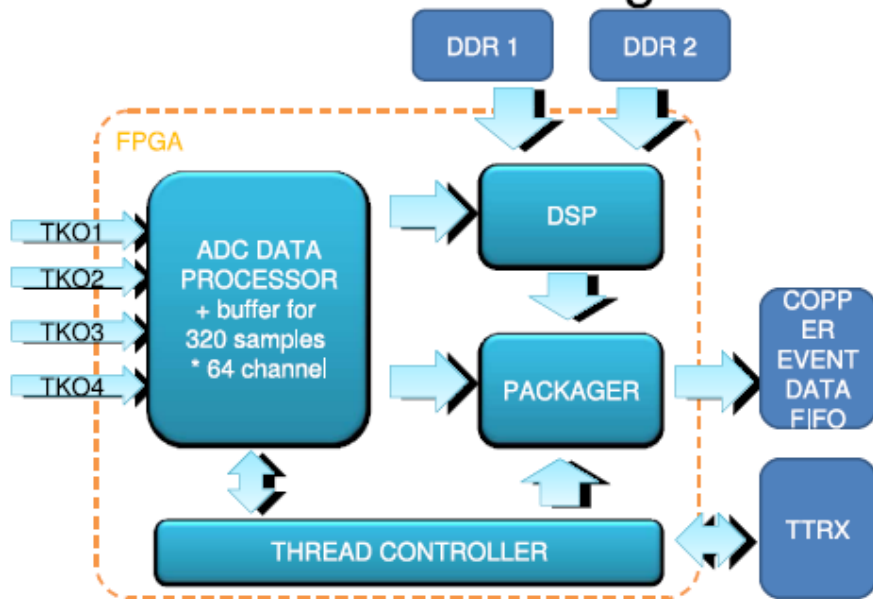 DDR 1
DDR 2
FPGA
TKO1
TKO2
TKO3
TKO4
ADC DATA
PROCESSOR
+ buffer for
320 samples
* 64 channel
DSP
PACKAGER
COPP
ER
EVENT
DATA
FIFO
THREAD CONTROLLER
TTRX